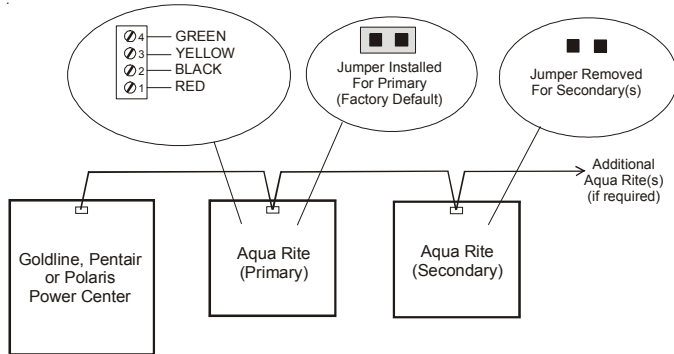 4 GREEN
3 YELLOW
2 BLACK
1 RED
Jumper Installed
For Primary
(Factory Default)
Jumper Removed
For Secondary(s)
Additional
Aqua Rite(s)
(if required)
Goldline, Pentair
or Polaris
Power Center
Aqua Rite
(Primary)
Aqua Rite
(Secondary)